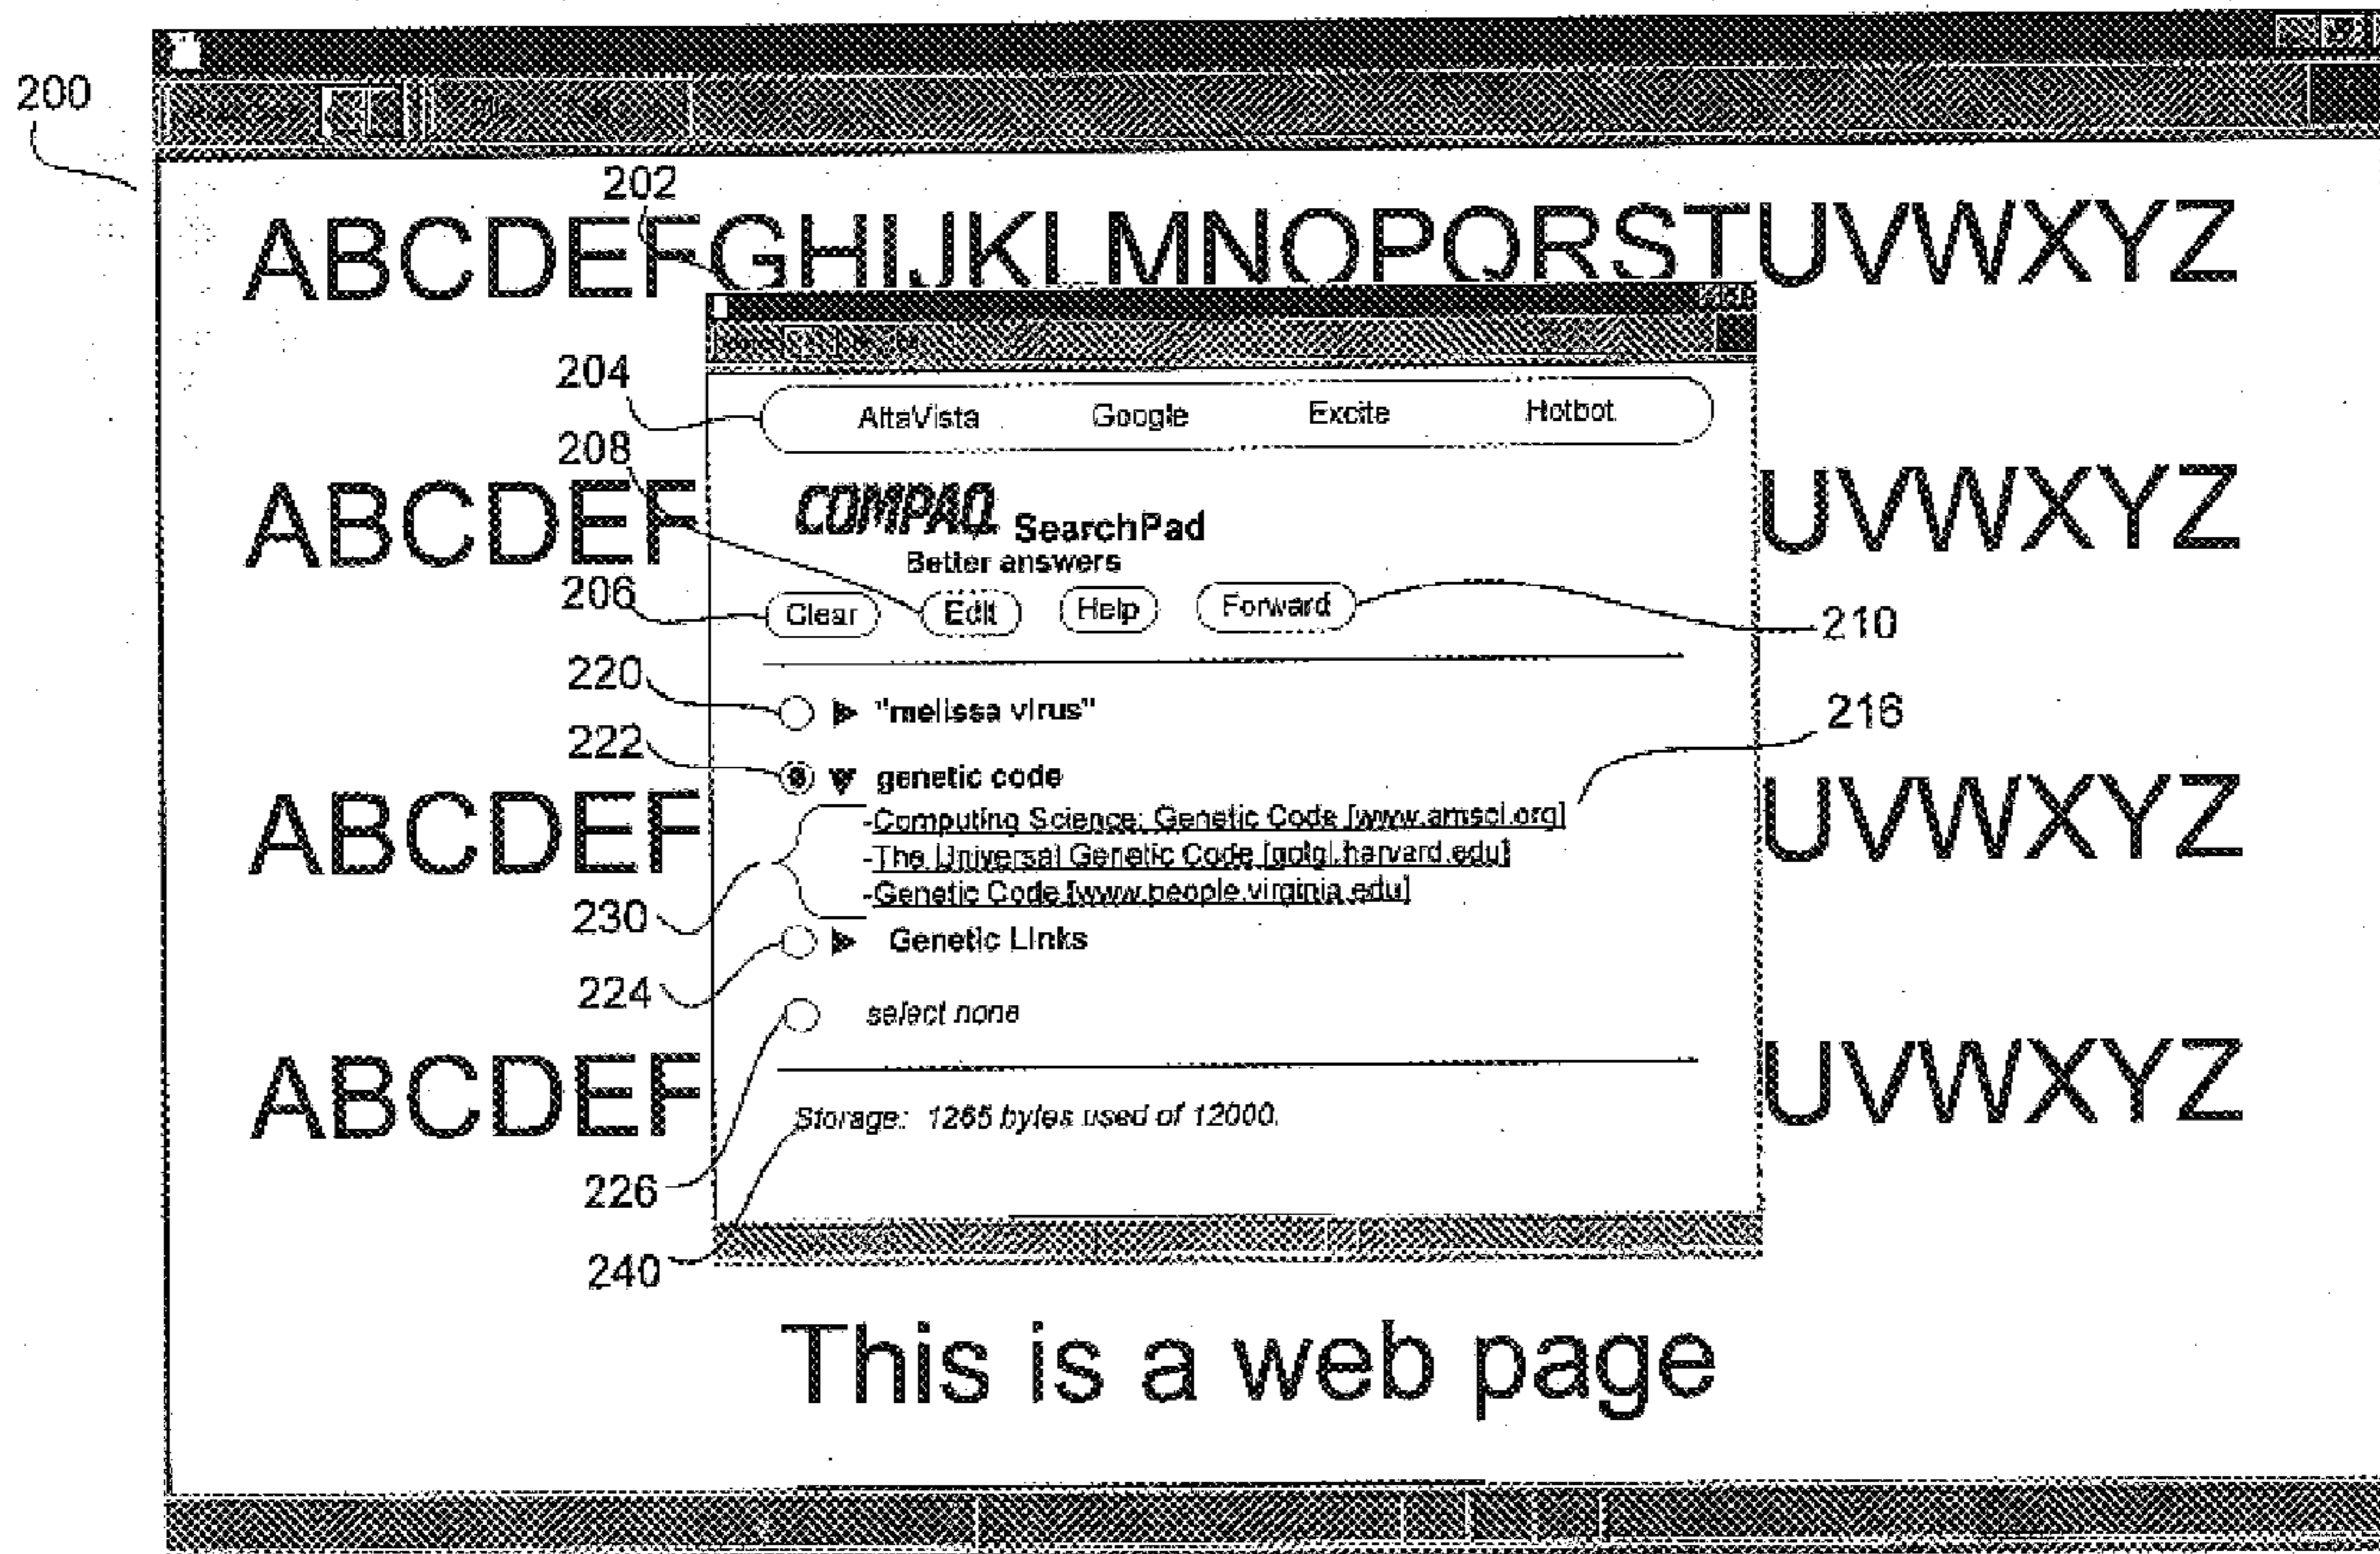 200
202
ABCDEFGHIJKLMNOPQRSTUVWXYZ
204
AltaVista Google Excite Hotbot
208
ABCDEF COMPAQ SearchPad UVWXYZ
Better answers
206 Clear Edit Help Forward 210
220 "melissa virus" 216
222 genetic code
ABCDEF -Computing Science: Genetic Code [www.amsci.org] UVWXYZ
-The Universal Genetic Code [golgi.harvard.edu]
-Genetic Code [www.people.virginia.edu]
230
Genetic Links
224
select none
ABCDEF Storage: 1265 bytes used of 12000. UVWXYZ
226
240
This is a web page